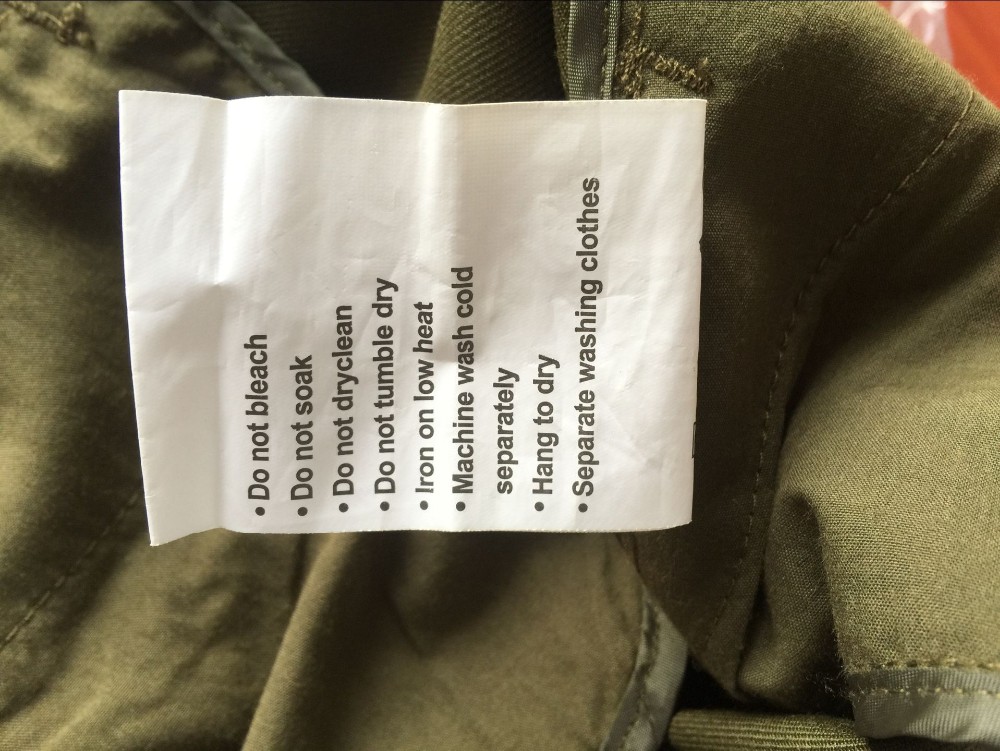 • Do not bleach
• Do not soak
• Do not dryclean
• Do not tumble dry
• Iron on low heat
• Machine wash cold
separately
• Hang to dry
• Separate washing clothes